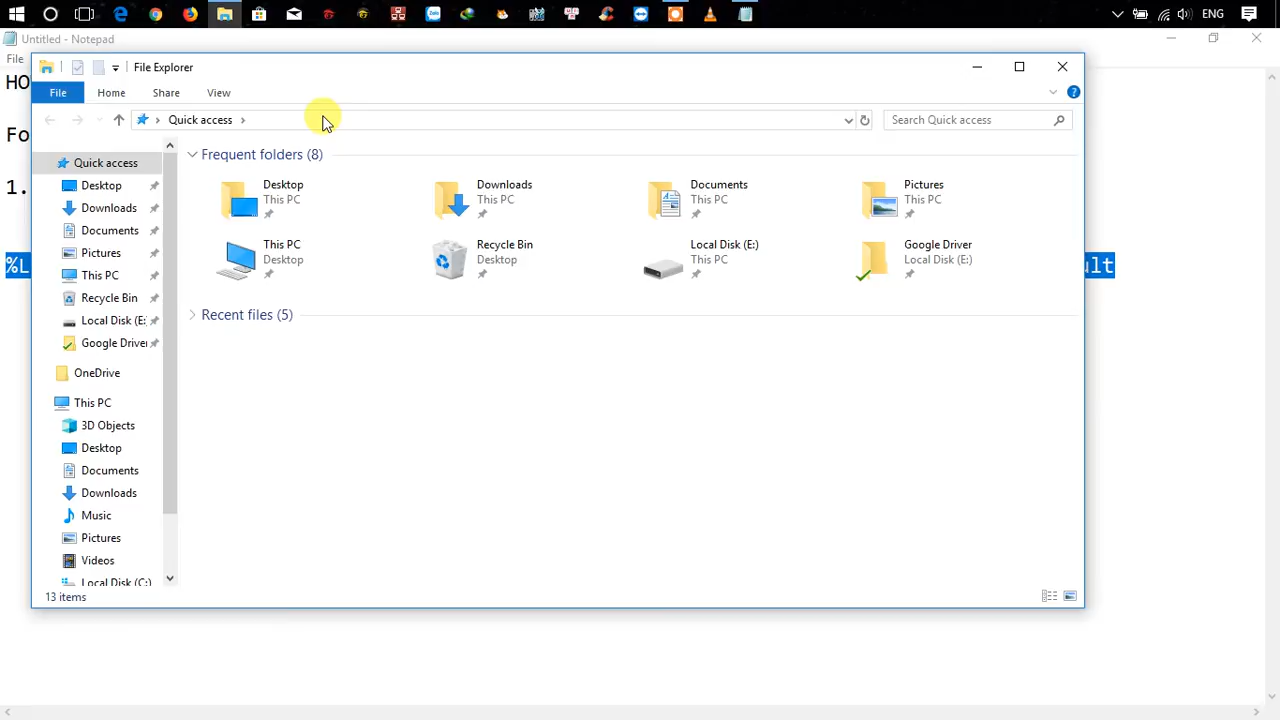 ENG
Untitled - Notepad
File
HO
Fo
1.
%L
ult
File Explorer
File Home Share View
Quick access
Search Quick access
Quick access
Desktop
Downloads
Documents
Pictures
This PC
Recycle Bin
Local Disk (E:
Google Driver
OneDrive
This PC
3D Objects
Desktop
Documents
Downloads
Music
Pictures
Videos
Local Disk (C:)
Frequent folders (8)
Desktop
This PC
Downloads
This PC
Documents
This PC
Pictures
This PC
This PC
Desktop
Recycle Bin
Desktop
Local Disk (E:)
This PC
Google Driver
Local Disk (E:)
Recent files (5)
13 items